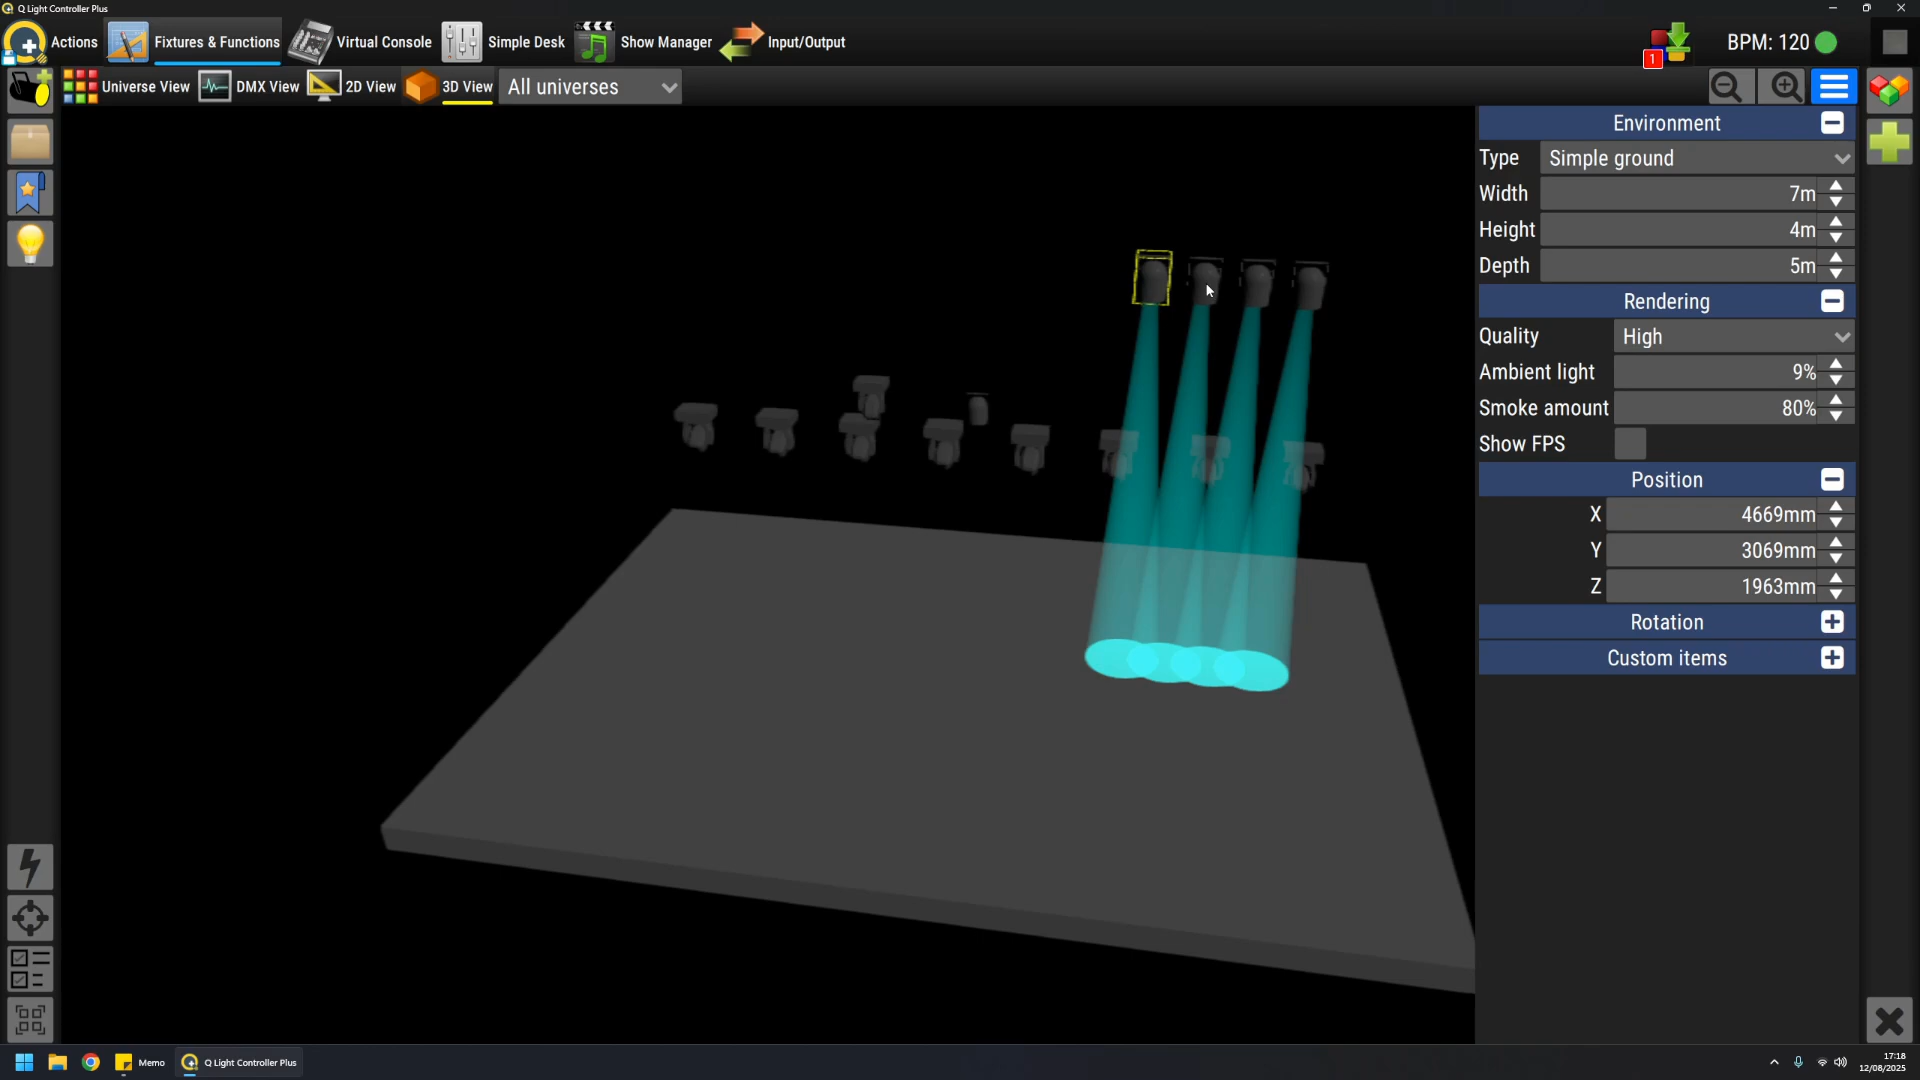 Q Light Controller Plus
Actions
Fixtures & Functions
Virtual Console
Simple Desk
Show Manager
Input/Output
1
BPM: 120
Universe View
DMX View
2D View
3D View
All universes
Environment
Type
Simple ground
Width
7m
Height
4m
Depth
5m
Rendering
Quality
High
Ambient light
9%
Smoke amount
80%
Show FPS
Position
X
4669mm
Y
3069mm
Z
1963mm
Rotation
Custom items
Memo
Q Light Controller Plus
17:18
12/08/2025